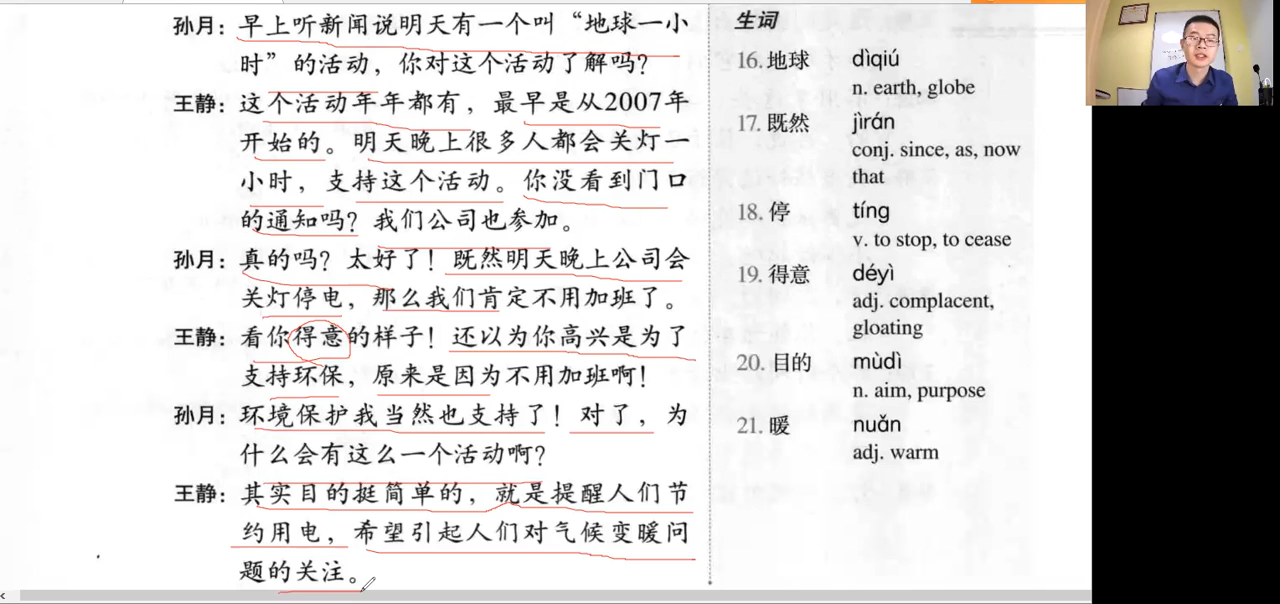 孙月：早上听新闻说明天有一个叫“地球一小
时”的活动，你对这个活动了解吗？
王静：这个活动年年都有，最早是从2007年
开始的。明天晚上很多人都会关灯一
小时，支持这个活动。你没看到门口
的通知吗？我们公司也参加。
孙月：真的吗？太好了！既然明天晚上公司会
关灯停电，那么我们肯定不用加班了。
王静：看你得意的样子！还以为你高兴是为了
支持环保，原来是因为不用加班啊！
孙月：环境保护我当然也支持了！对了，为
什么会有这么一个活动啊？
王静：其实目的挺简单的，就是提醒人们节
约用电，希望引起人们对气候变暖问
题的关注。
生词
16. 地球 dìqiú
n. earth, globe
17. 既然 jìrán
conj. since, as, now
that
18. 停 tíng
v. to stop, to cease
19. 得意 déyì
adj. complacent,
gloating
20. 目的 mùdì
n. aim, purpose
21. 暖 nuǎn
adj. warm